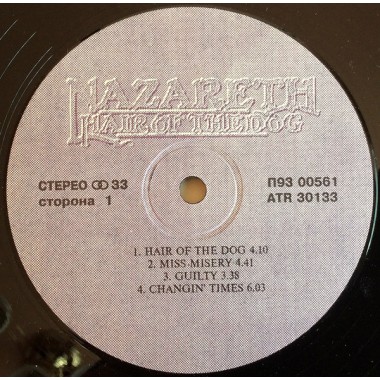 NAZARETH
HAIR OF THE DOG
СТЕРЕО ꝏ 33
сторона 1
П93 00561
ATR 30133
1. HAIR OF THE DOG 4.10
2. MISS MISERY 4.41
3. GUILTY 3.38
4. CHANGIN' TIMES 6.03